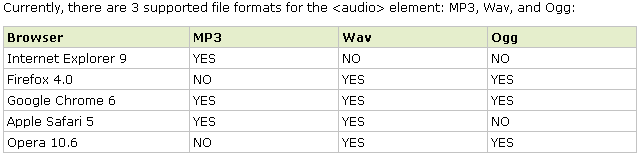 Currently, there are 3 supported file formats for the <audio> element: MP3, Wav, and Ogg:
Browser MP3 Wav Ogg
Internet Explorer 9 YES NO NO
Firefox 4.0 NO YES YES
Google Chrome 6 YES YES YES
Apple Safari 5 YES YES NO
Opera 10.6 NO YES YES